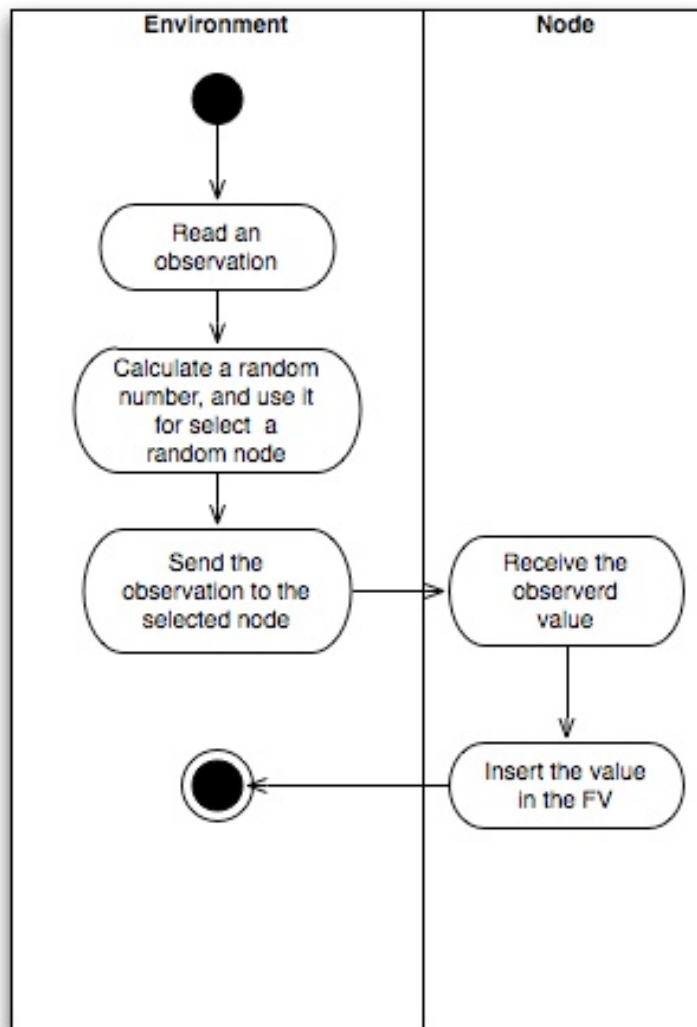 Environment
Node
Read an
observation
Calculate a random
number, and use it
for select a
random node
Send the
observation to the
selected node
Receive the
observerd
value
Insert the value
in the FV